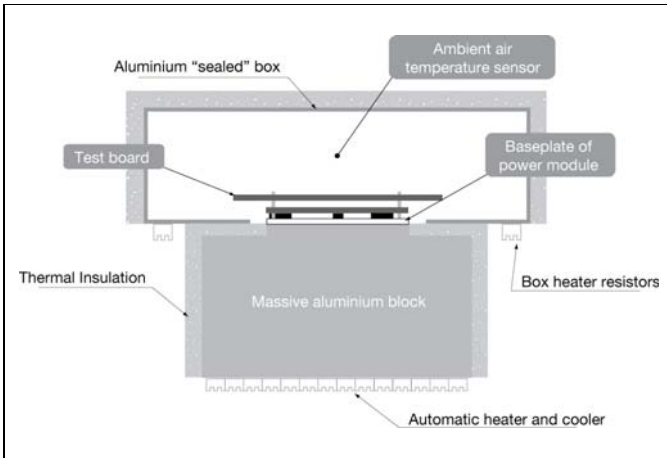 Ambient air
temperature sensor
Aluminium “sealed” box
Test board
Baseplate of
power module
Thermal Insulation
Massive aluminium block
Box heater resistors
Automatic heater and cooler